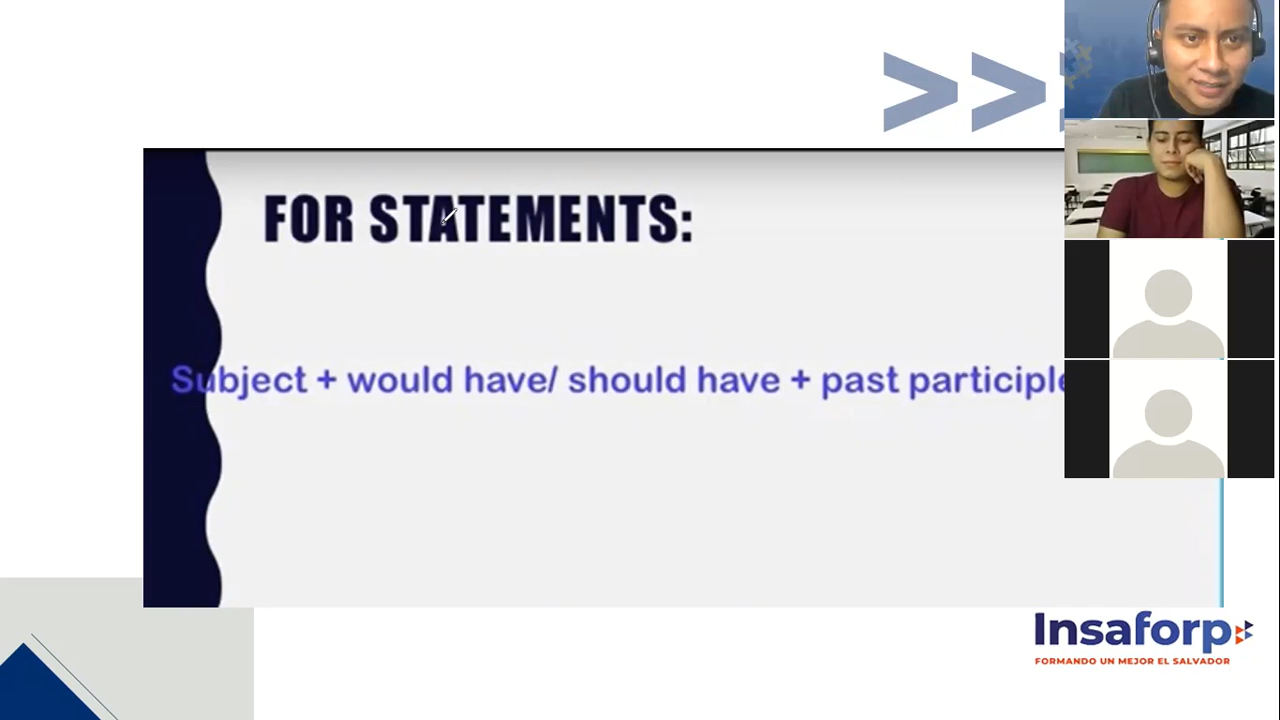 FOR STATEMENTS:
Subject + would have/ should have + past participle
Insaforp
FORMANDO UN MEJOR EL SALVADOR